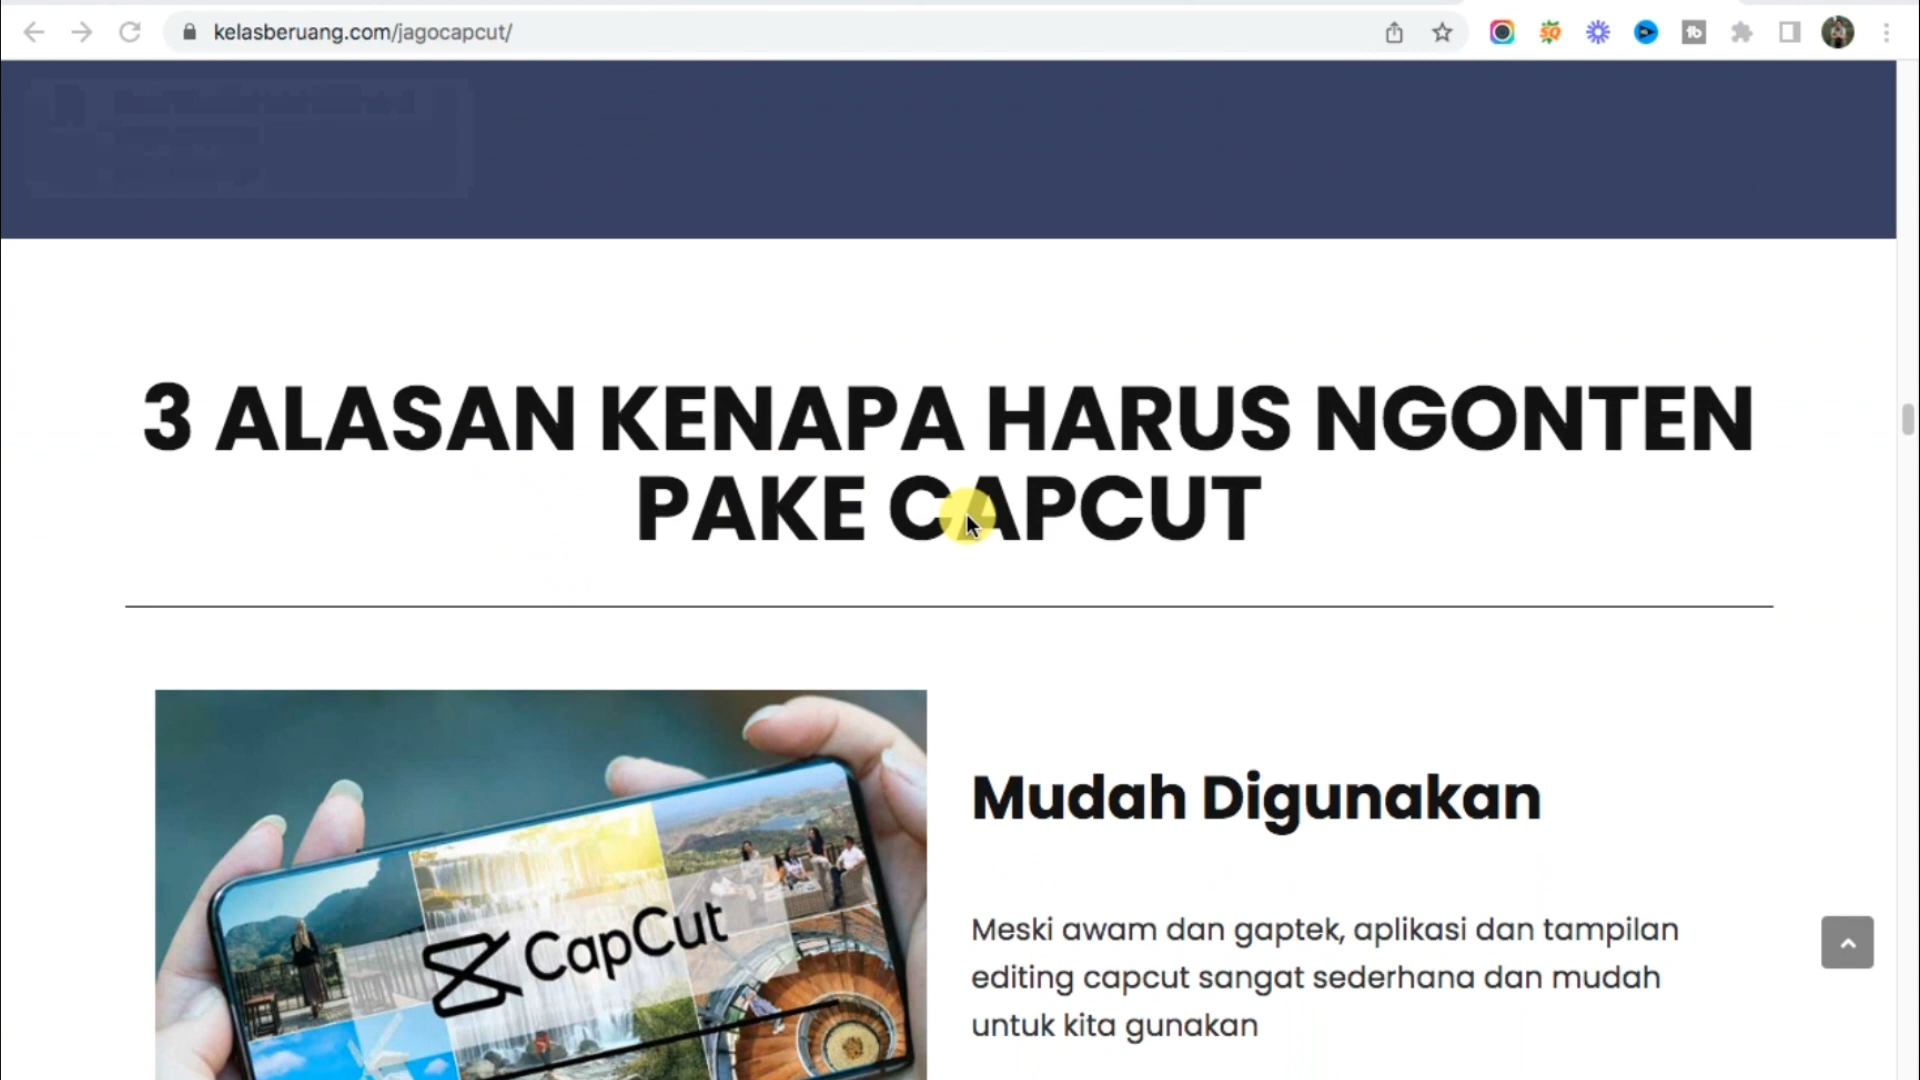 kelasberuang.com/jagocapcut/
3 ALASAN KENAPA HARUS NGONTEN
PAKE CAPCUT
Mudah Digunakan
CapCut
Meski awam dan gaptek, aplikasi dan tampilan
editing capcut sangat sederhana dan mudah
untuk kita gunakan